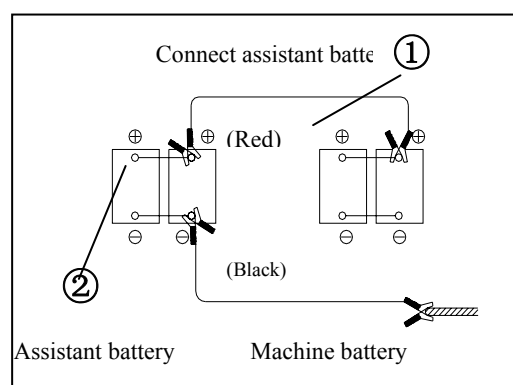 Connect assistant batte ①
⊕ ⊕ (Red) ⊕ ⊕
⊖ ⊖ ⊖ ⊖
② (Black)
Assistant battery Machine battery